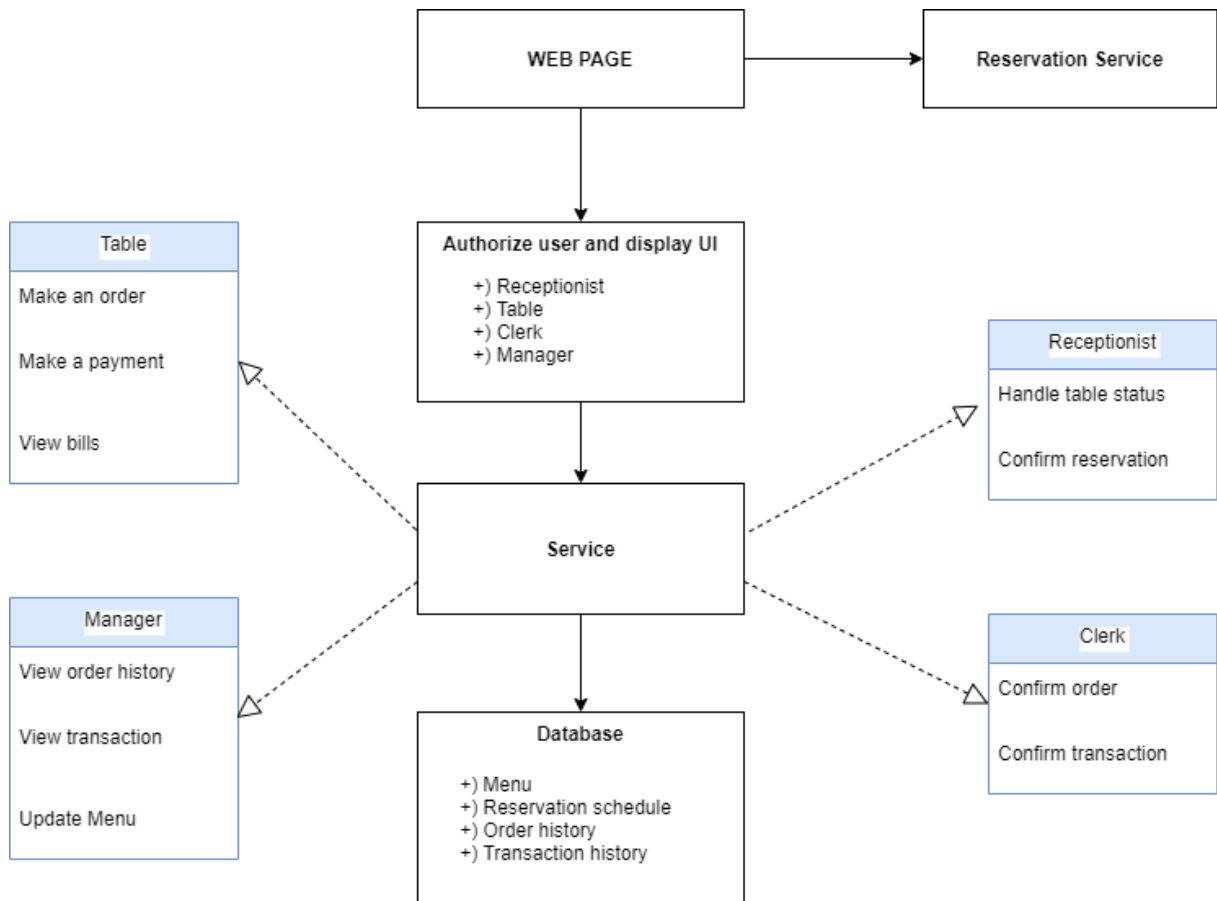 WEB PAGE
Reservation Service
Authorize user and display UI
+) Receptionist
+) Table
+) Clerk
+) Manager
Table
Make an order
Make a payment
View bills
Receptionist
Handle table status
Confirm reservation
Service
Manager
View order history
View transaction
Update Menu
Clerk
Confirm order
Confirm transaction
Database
+) Menu
+) Reservation schedule
+) Order history
+) Transaction history